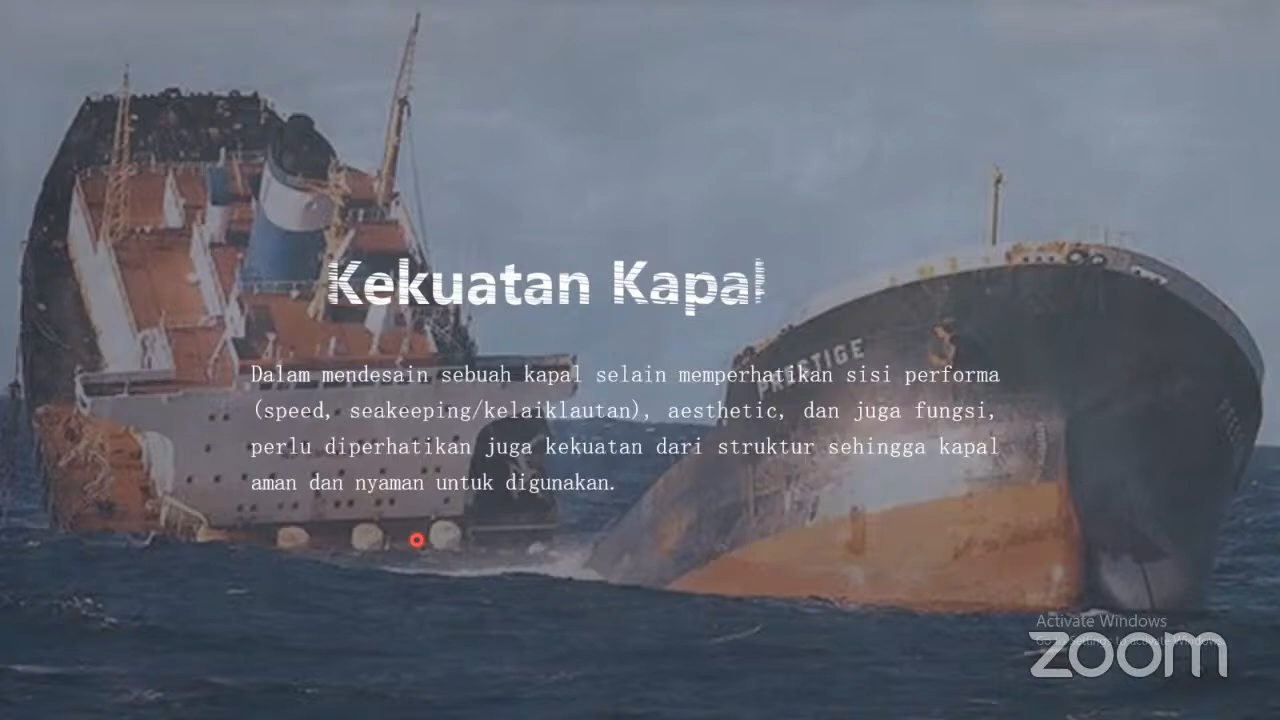 Kekuatan Kapal
PRESTIGE
Dalam mendesain sebuah kapal selain memperhatikan sisi performa
(speed, seakeeping/kelaiklautan), aesthetic, dan juga fungsi,
perlu diperhatikan juga kekuatan dari struktur sehingga kapal
aman dan nyaman untuk digunakan.
Activate Windows
zoom